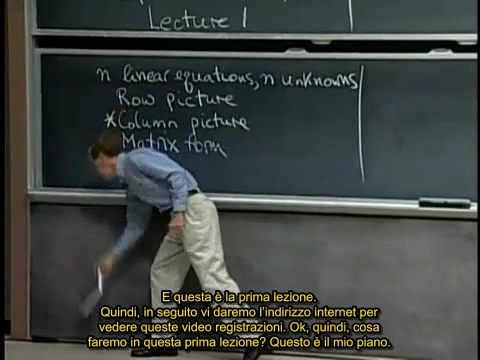 Lecture 1
n linear equations, n unknowns
Row picture
*Column picture
Matrix form
E questa è la prima lezione.
Quindi, in seguito vi daremo l'indirizzo internet per
vedere queste video registrazioni. Ok, quindi, cosa
faremo in questa prima lezione? Questo è il mio piano.